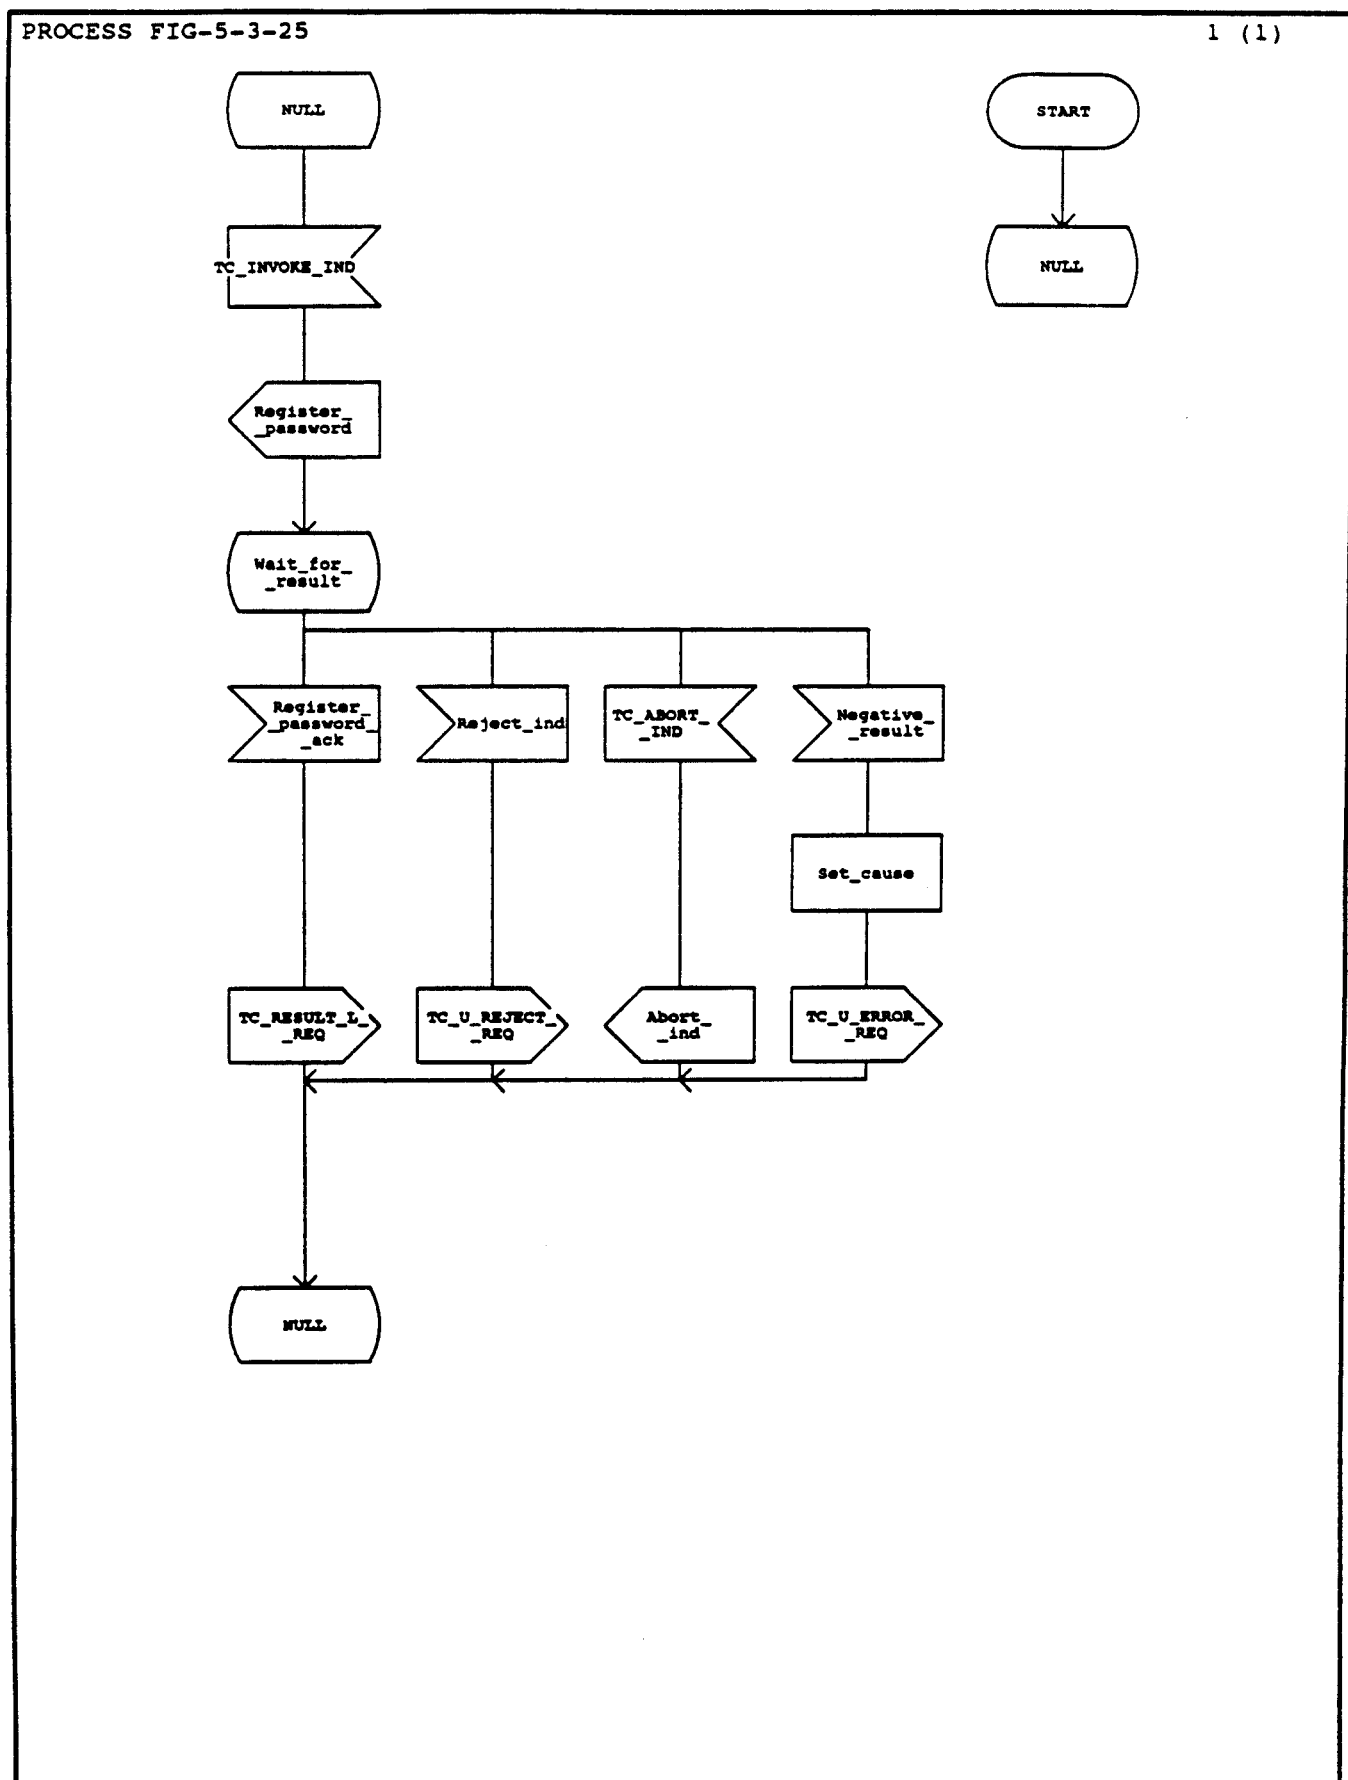 PROCESS FIG-5-3-25
1 (1)
NULL
START
TC_INVOKE_IND
NULL
Register_
_password
Wait_for_
_result
Register_
_password_
_ack
Reject_ind
TC_ABORT_
_IND
Negative_
_result
Set_cause
TC_RESULT_L_
_REQ
TC_U_REJECT_
_REQ
Abort_
_ind
TC_U_ERROR_
_REQ
NULL